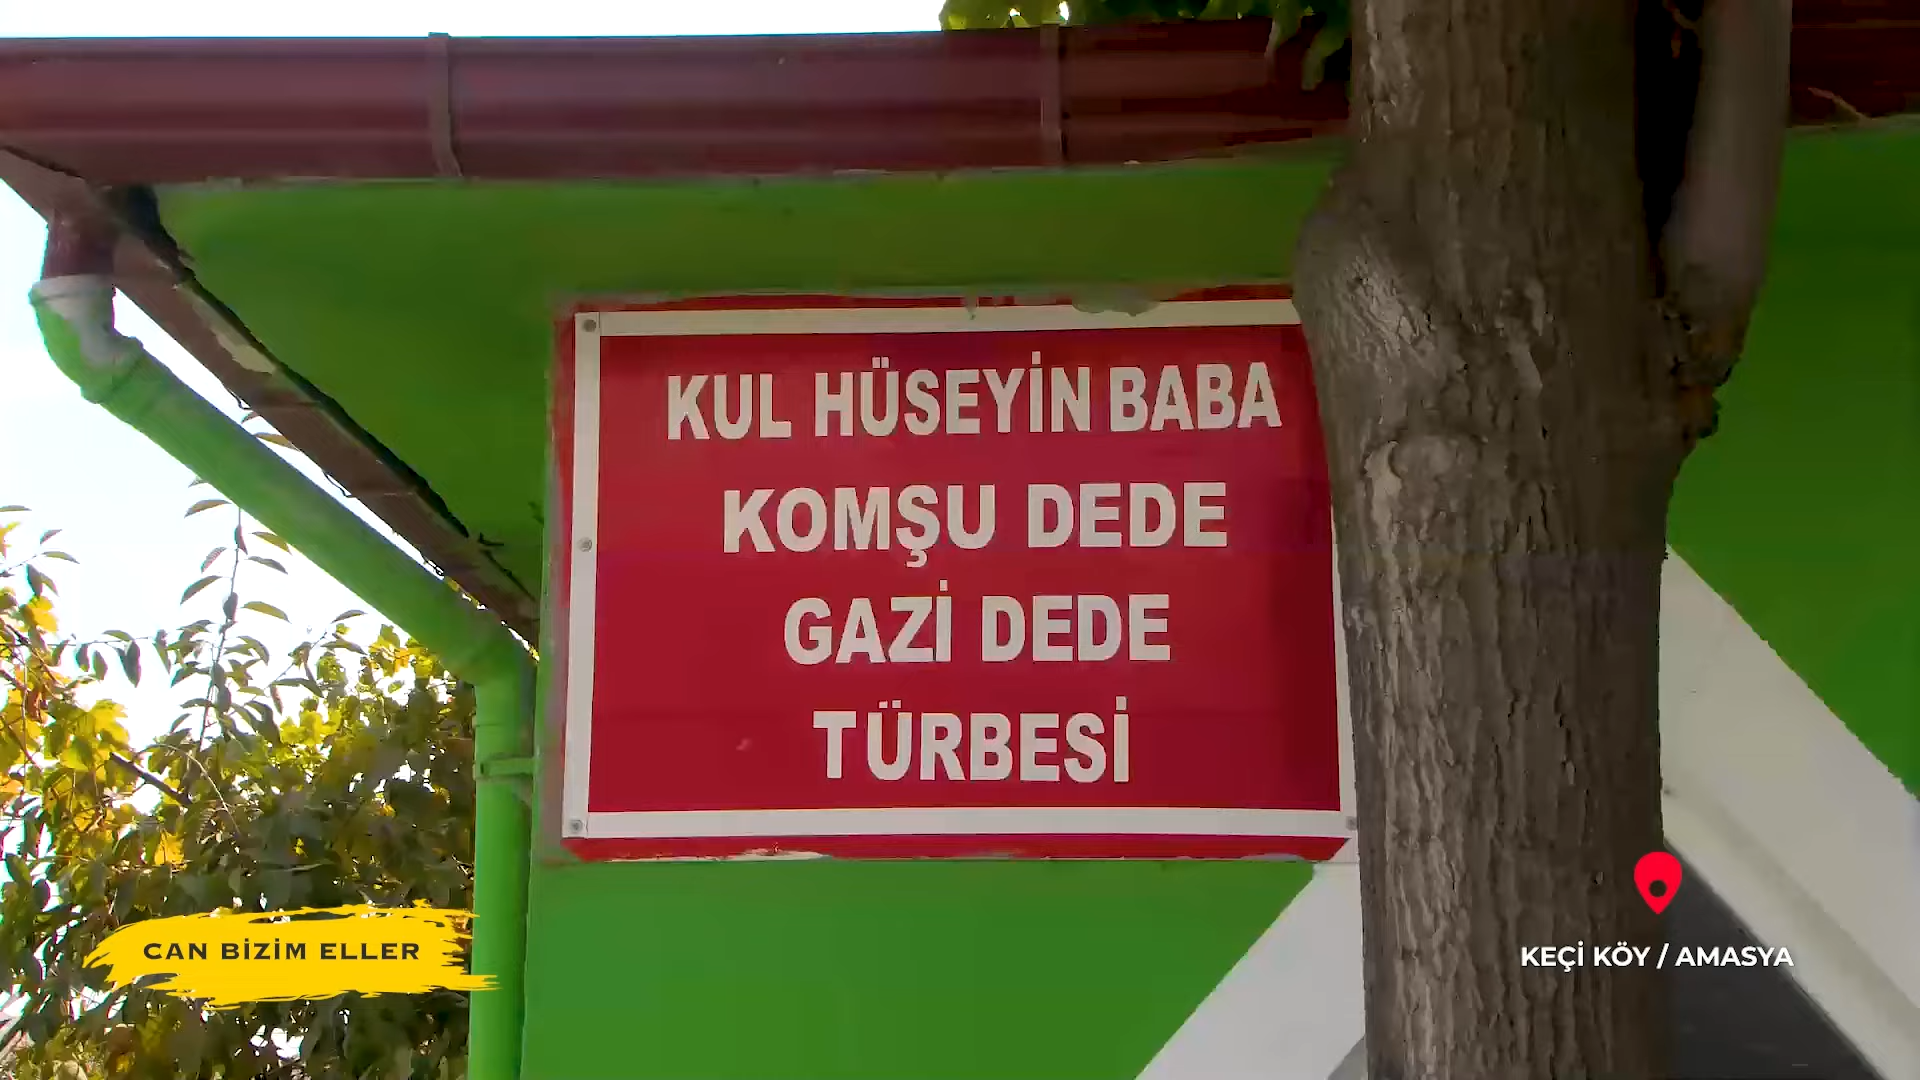 KUL HÜSEYİN BABA
KOMŞU DEDE
GAZİ DEDE
TÜRBESİ
CAN BİZİM ELLER
KEÇİ KÖY / AMASYA